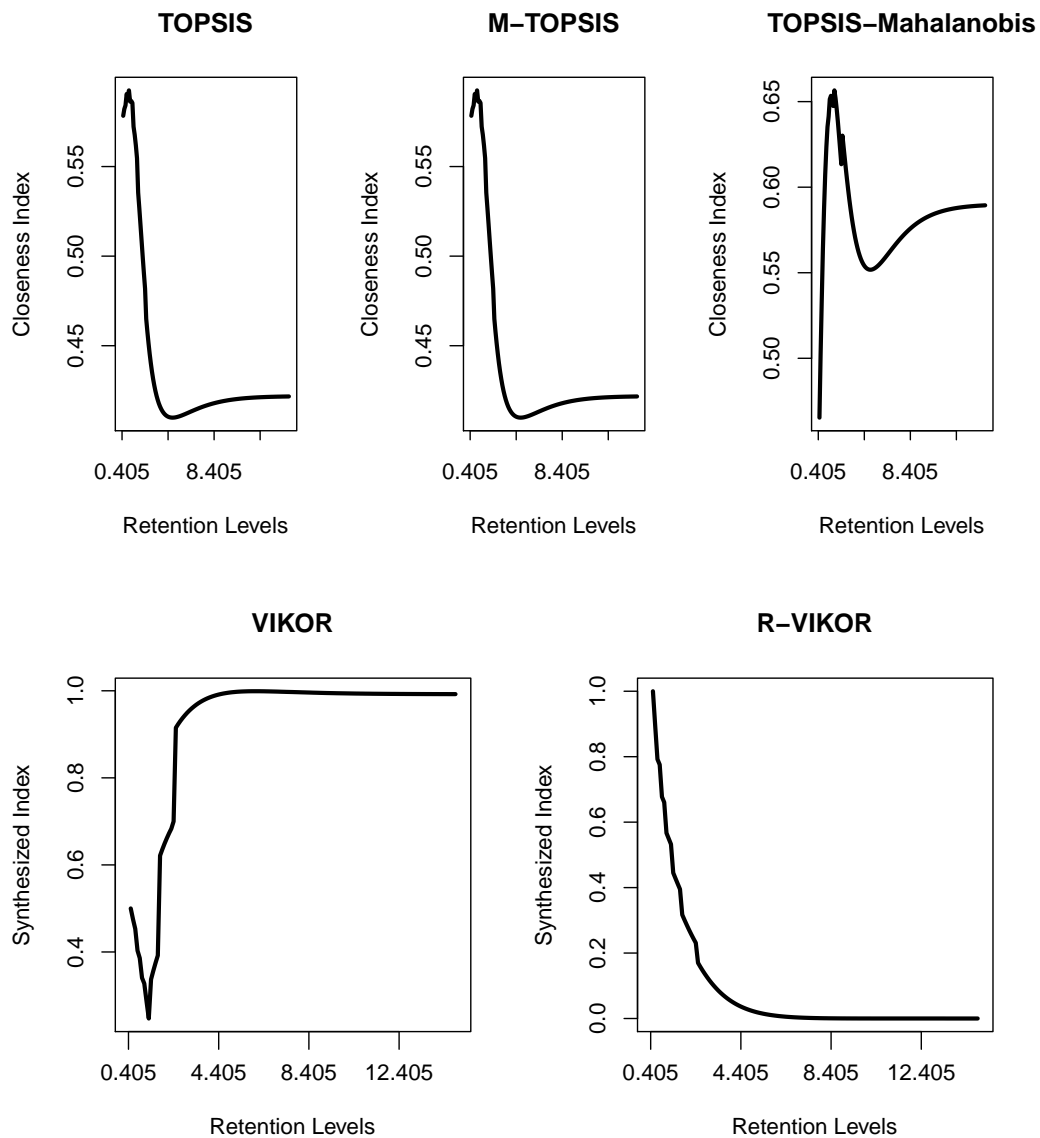 TOPSIS
Closeness Index
0.55
0.50
0.45
0.405 8.405
Retention Levels
M−TOPSIS
Closeness Index
0.55
0.50
0.45
0.405 8.405
Retention Levels
TOPSIS−Mahalanobis
Closeness Index
0.65
0.60
0.55
0.50
0.405 8.405
Retention Levels
VIKOR
Synthesized Index
1.0
0.8
0.6
0.4
0.405 4.405 8.405 12.405
Retention Levels
R−VIKOR
Synthesized Index
1.0
0.8
0.6
0.4
0.2
0.0
0.405 4.405 8.405 12.405
Retention Levels